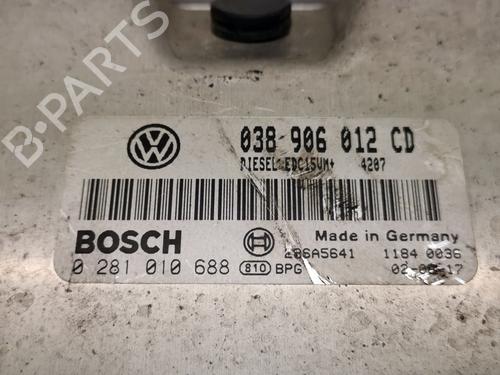 B-PARTS
038 906 012 CD
DIESEL EDC15VM+ 4207
Made in Germany
BOSCH
28SA5641 1184 0036
0 281 010 688 810 BPG